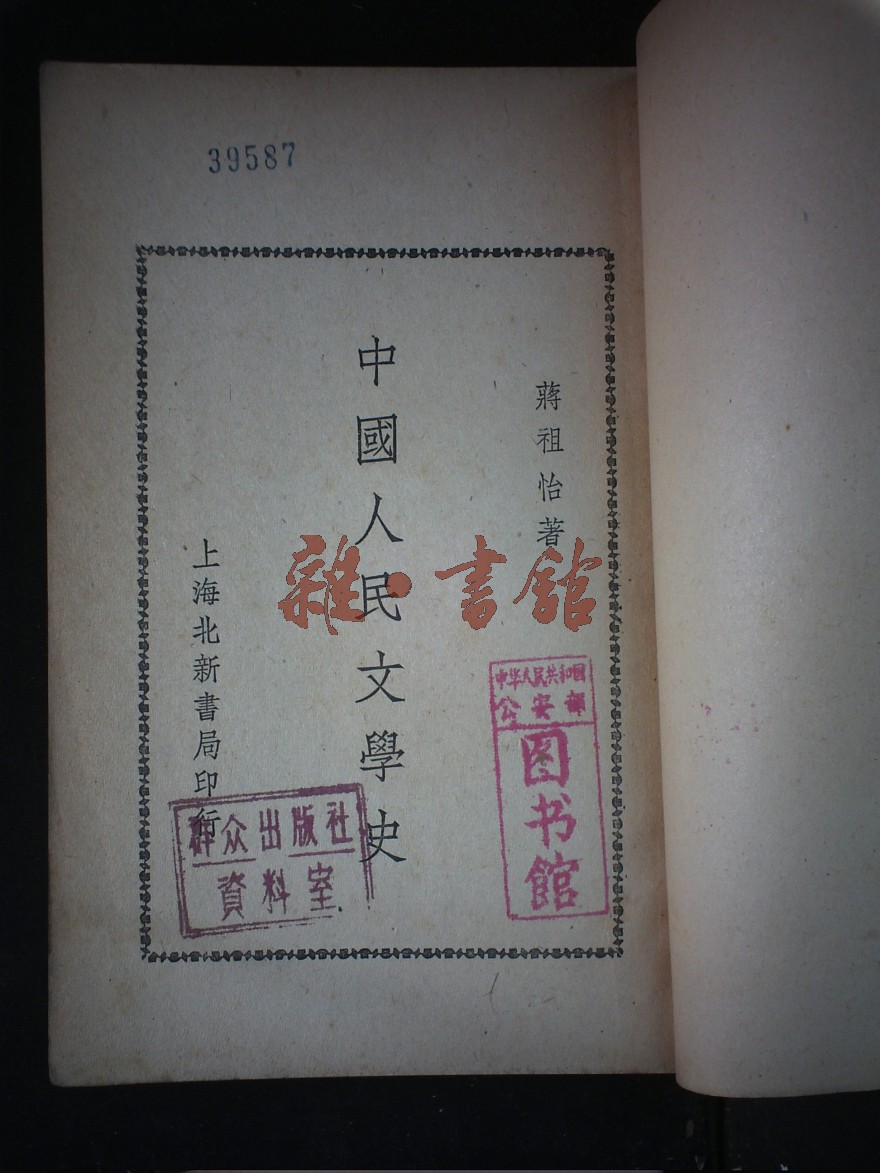 39587
蔣祖怡著
中國人民文學史
上海北新書局印行
雜·書館
中华人民共和国
公安部
图书馆
群众出版社
資料室